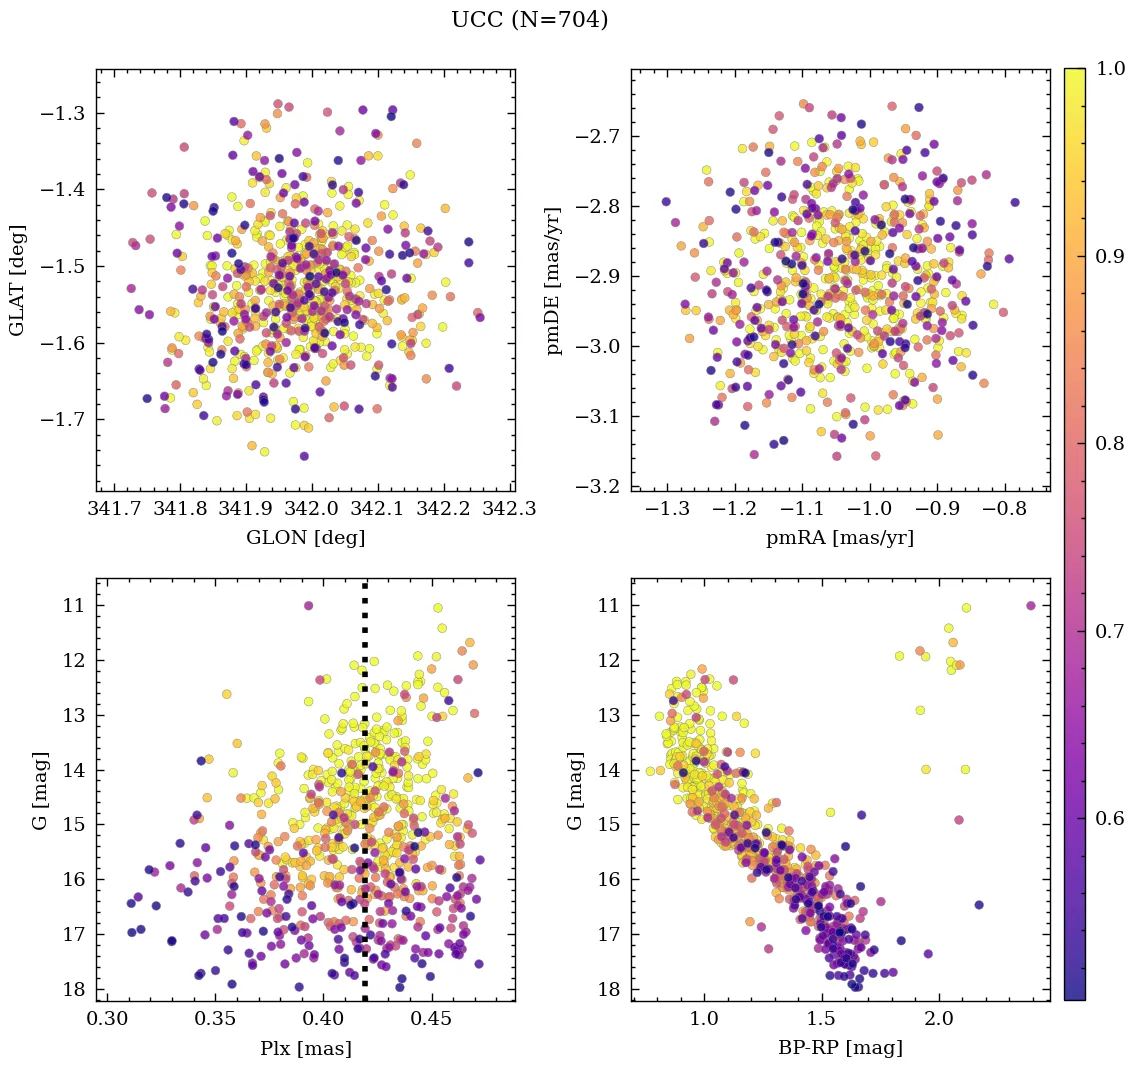 UCC (N=704)
−1.3
−1.4
−1.5
−1.6
−1.7
GLAT [deg]
341.7 341.8 341.9 342.0 342.1 342.2 342.3
GLON [deg]
−2.7
−2.8
−2.9
−3.0
−3.1
−3.2
pmDE [mas/yr]
−1.3 −1.2 −1.1 −1.0 −0.9 −0.8
pmRA [mas/yr]
11
12
13
14
15
16
17
18
G [mag]
0.30 0.35 0.40 0.45
Plx [mas]
11
12
13
14
15
16
17
18
G [mag]
1.0 1.5 2.0
BP-RP [mag]
1.0
0.9
0.8
0.7
0.6